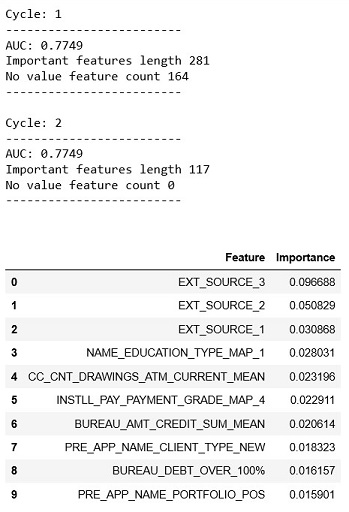 Cycle: 1
------------------------
AUC: 0.7749
Important features length 281
No value feature count 164
------------------------
Cycle: 2
------------------------
AUC: 0.7749
Important features length 117
No value feature count 0
------------------------
Feature Importance
0 EXT_SOURCE_3 0.096688
1 EXT_SOURCE_2 0.050829
2 EXT_SOURCE_1 0.030868
3 NAME_EDUCATION_TYPE_MAP_1 0.028031
4 CC_CNT_DRAWINGS_ATM_CURRENT_MEAN 0.023196
5 INSTLL_PAY_PAYMENT_GRADE_MAP_4 0.022911
6 BUREAU_AMT_CREDIT_SUM_MEAN 0.020614
7 PRE_APP_NAME_CLIENT_TYPE_NEW 0.018323
8 BUREAU_DEBT_OVER_100% 0.016157
9 PRE_APP_NAME_PORTFOLIO_POS 0.015901